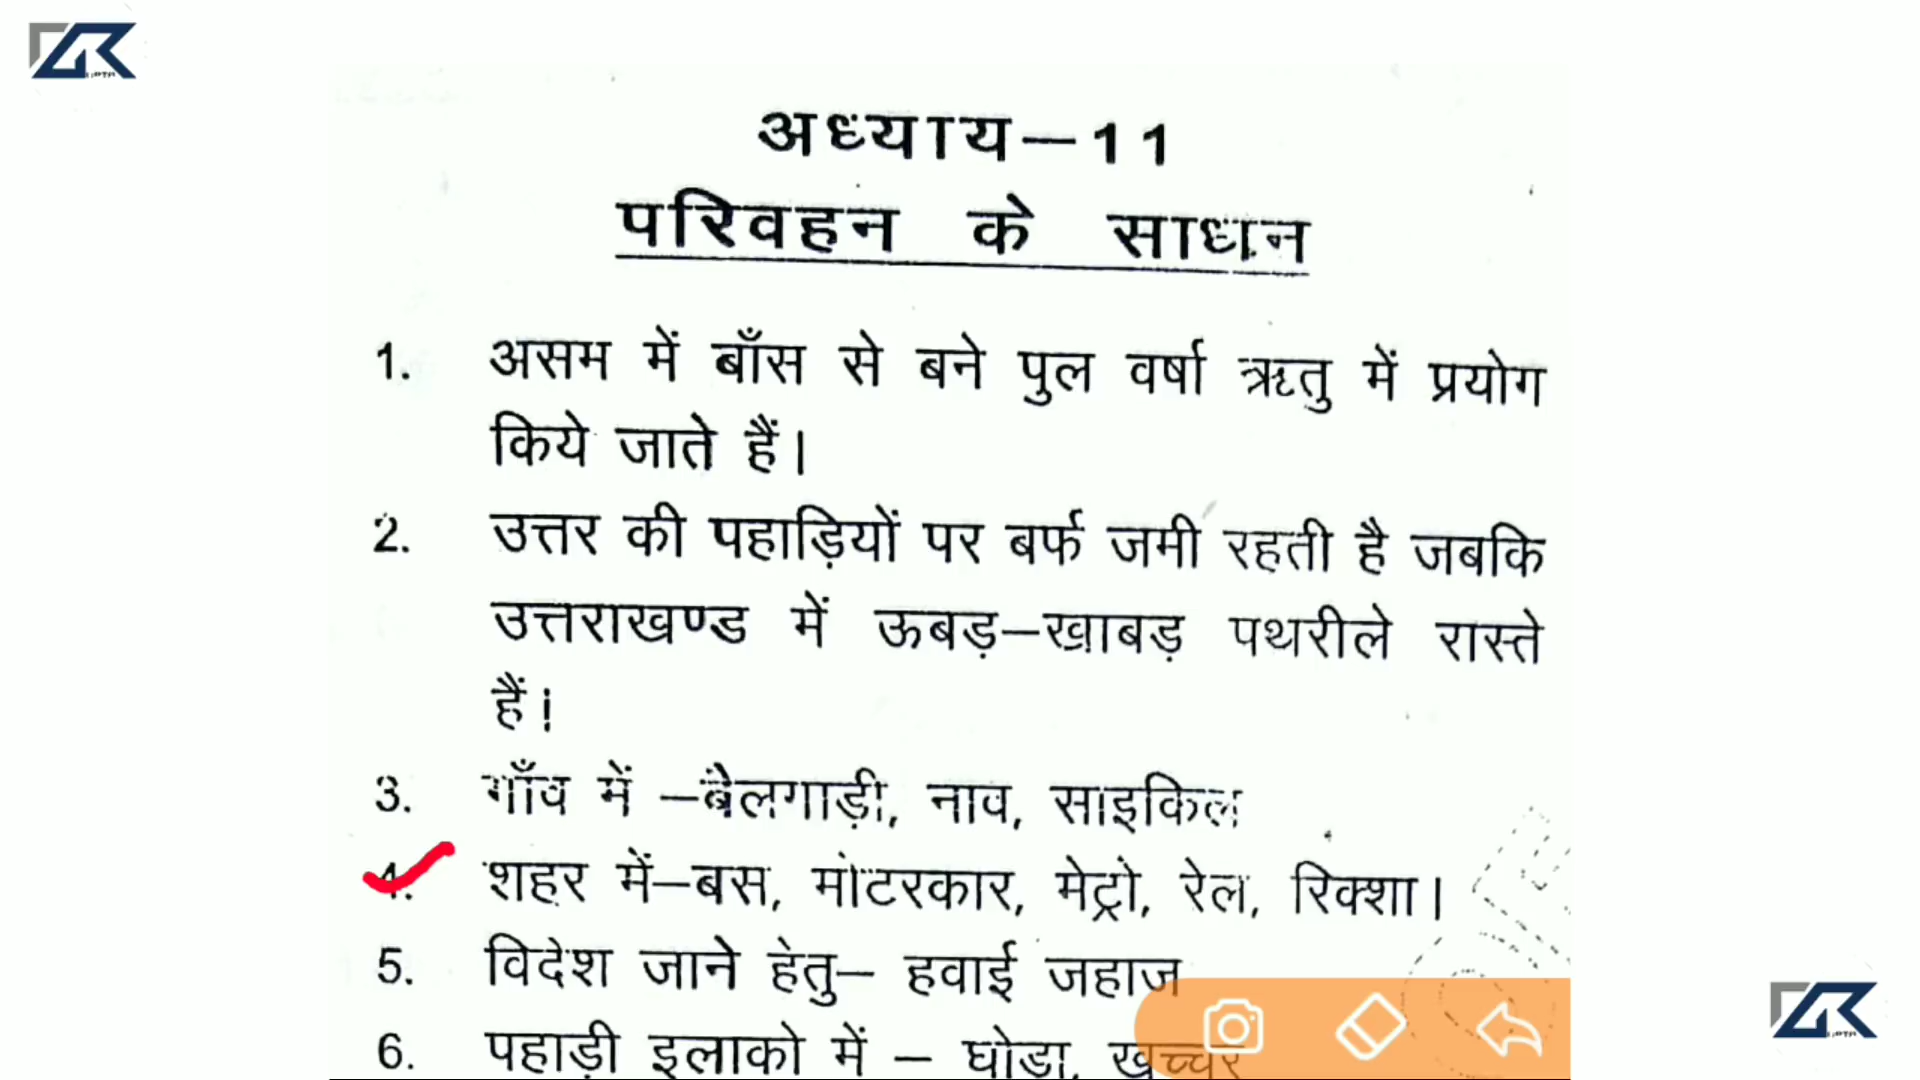 अध्याय–11
परिवहन के साधन
1. असम में बाँस से बने पुल वर्षा ऋतु में प्रयोग
किये जाते हैं।
2. उत्तर की पहाड़ियों पर बर्फ जमी रहती है जबकि
उत्तराखण्ड में ऊबड़–खाबड़ पथरीले रास्ते
हैं।
3. गाँव में –बैलगाड़ी, नाव, साइकिल
4. शहर में–बस, मोटरकार, मेट्रो, रेल, रिक्शा।
5. विदेश जाने हेतु– हवाई जहाज
6. पहाड़ी इलाको में – घोडा, खच्चर